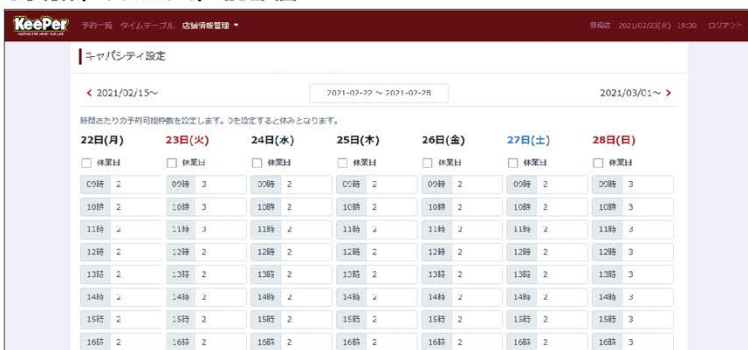 KeePer 予約一覧 タイムテーブル 店舗情報管理 2021/02/23(火) 19:30 ログアウト
キャパシティ設定
2021/02/15～ 2021-02-22 ~ 2021-02-28 2021/03/01～
時間あたりの予約可能枠数を設定します。0を設定すると休みとなります。
22日(月) 23日(火) 24日(水) 25日(木) 26日(金) 27日(土) 28日(日)
休業日 休業日 休業日 休業日 休業日 休業日 休業日
09時 2 09時 3 09時 2 09時 2 09時 2 09時 2 09時 3
10時 2 10時 3 10時 2 10時 2 10時 2 10時 2 10時 3
11時 2 11時 3 11時 2 11時 2 11時 2 11時 2 11時 3
12時 2 12時 2 12時 2 12時 2 12時 2 12時 2 12時 3
13時 2 13時 2 13時 2 13時 2 13時 2 13時 2 13時 3
14時 2 14時 2 14時 2 14時 2 14時 2 14時 2 14時 3
15時 2 15時 2 15時 2 15時 2 15時 2 15時 2 15時 3
16時 2 16時 2 16時 2 16時 2 16時 2 16時 2 16時 3